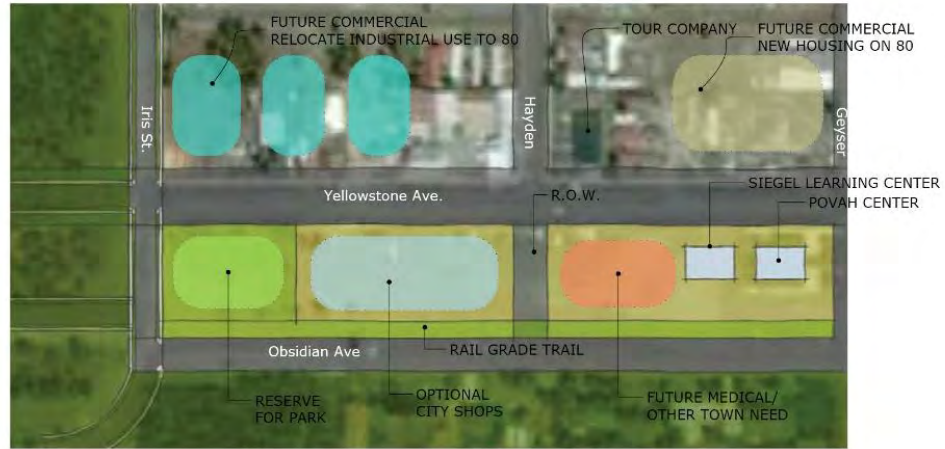 FUTURE COMMERCIAL
RELOCATE INDUSTRIAL USE TO 80
TOUR COMPANY
FUTURE COMMERCIAL
NEW HOUSING ON 80
Iris St.
Hayden
Geyser
Yellowstone Ave.
R.O.W.
SIEGEL LEARNING CENTER
POVAH CENTER
Obsidian Ave
RAIL GRADE TRAIL
RESERVE
FOR PARK
OPTIONAL
CITY SHOPS
FUTURE MEDICAL/
OTHER TOWN NEED